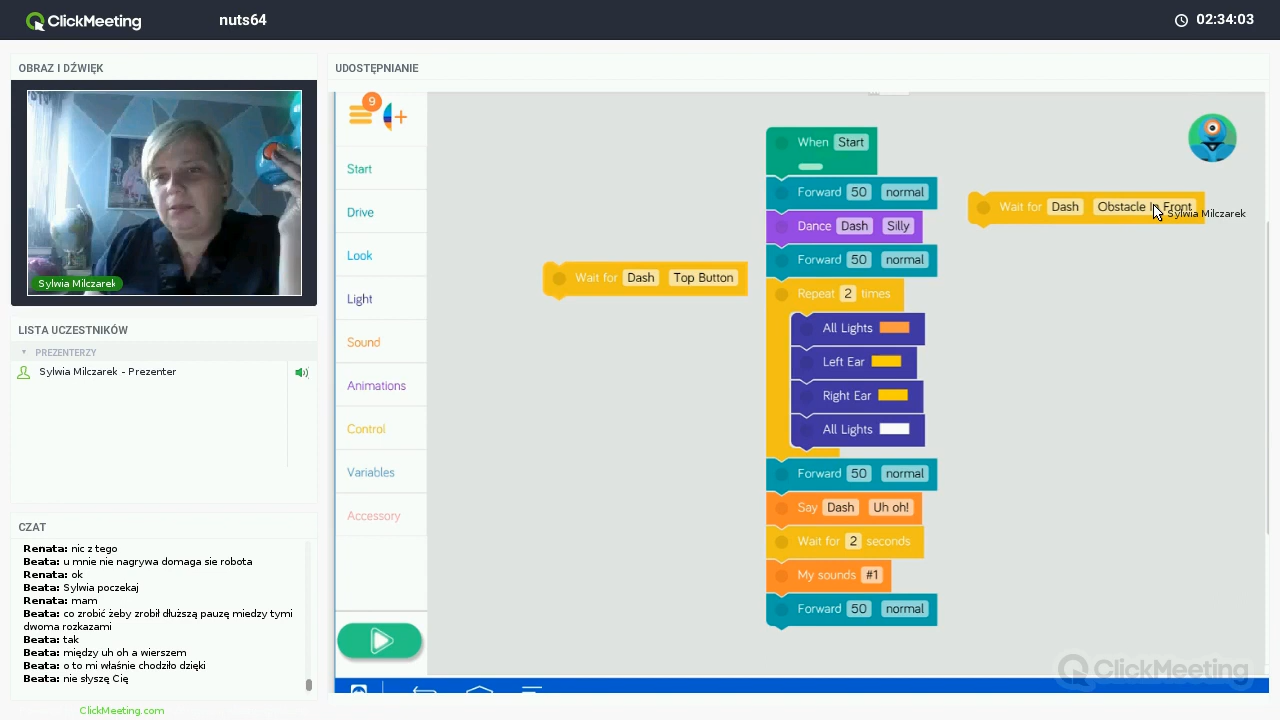 ClickMeeting
nuts64
02:34:03
OBRAZ I DŹWIĘK
Sylwia Milczarek
LISTA UCZESTNIKÓW
PREZENTERZY
Sylwia Milczarek - Prezenter
CZAT
Renata: nic z tego
Beata: u mnie nie nagrywa domaga sie robota
Renata: ok
Beata: Sylwia poczekaj
Renata: mam
Beata: co zrobić żeby zrobił dłuższą pauzę miedzy tymi
dwoma rozkazami
Beata: tak
Beata: między uh oh a wierszem
Beata: o to mi właśnie chodziło dzięki
Beata: nie słyszę Cię
ClickMeeting.com
UDOSTĘPNIANIE
9
Start
Drive
Look
Light
Sound
Animations
Control
Variables
Accessory
Wait for Dash Top Button
When Start
Forward 50 normal
Dance Dash Silly
Forward 50 normal
Repeat 2 times
All Lights
Left Ear
Right Ear
All Lights
Forward 50 normal
Say Dash Uh oh!
Wait for 2 seconds
My sounds #1
Forward 50 normal
Wait for Dash Obstacle In Front
Sylwia Milczarek
ClickMeeting